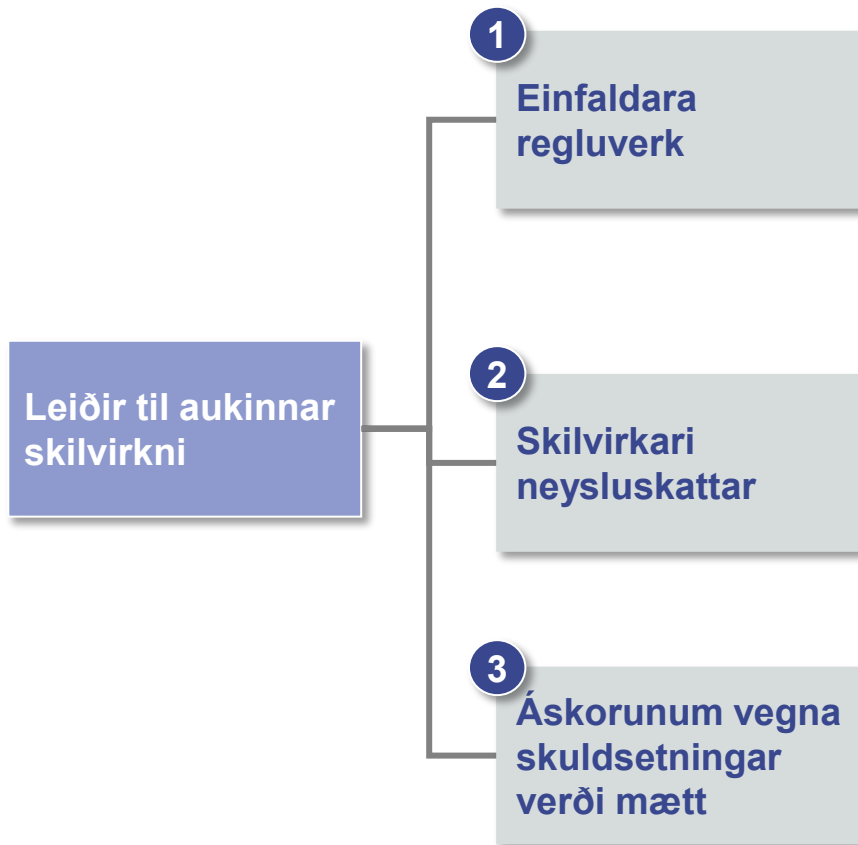 1
Einfaldara
regluverk
Leiðir til aukinnar
skilvirkni
2
Skilvirkari
neysluskattar
3
Áskorunum vegna
skuldsetningar
verði mætt